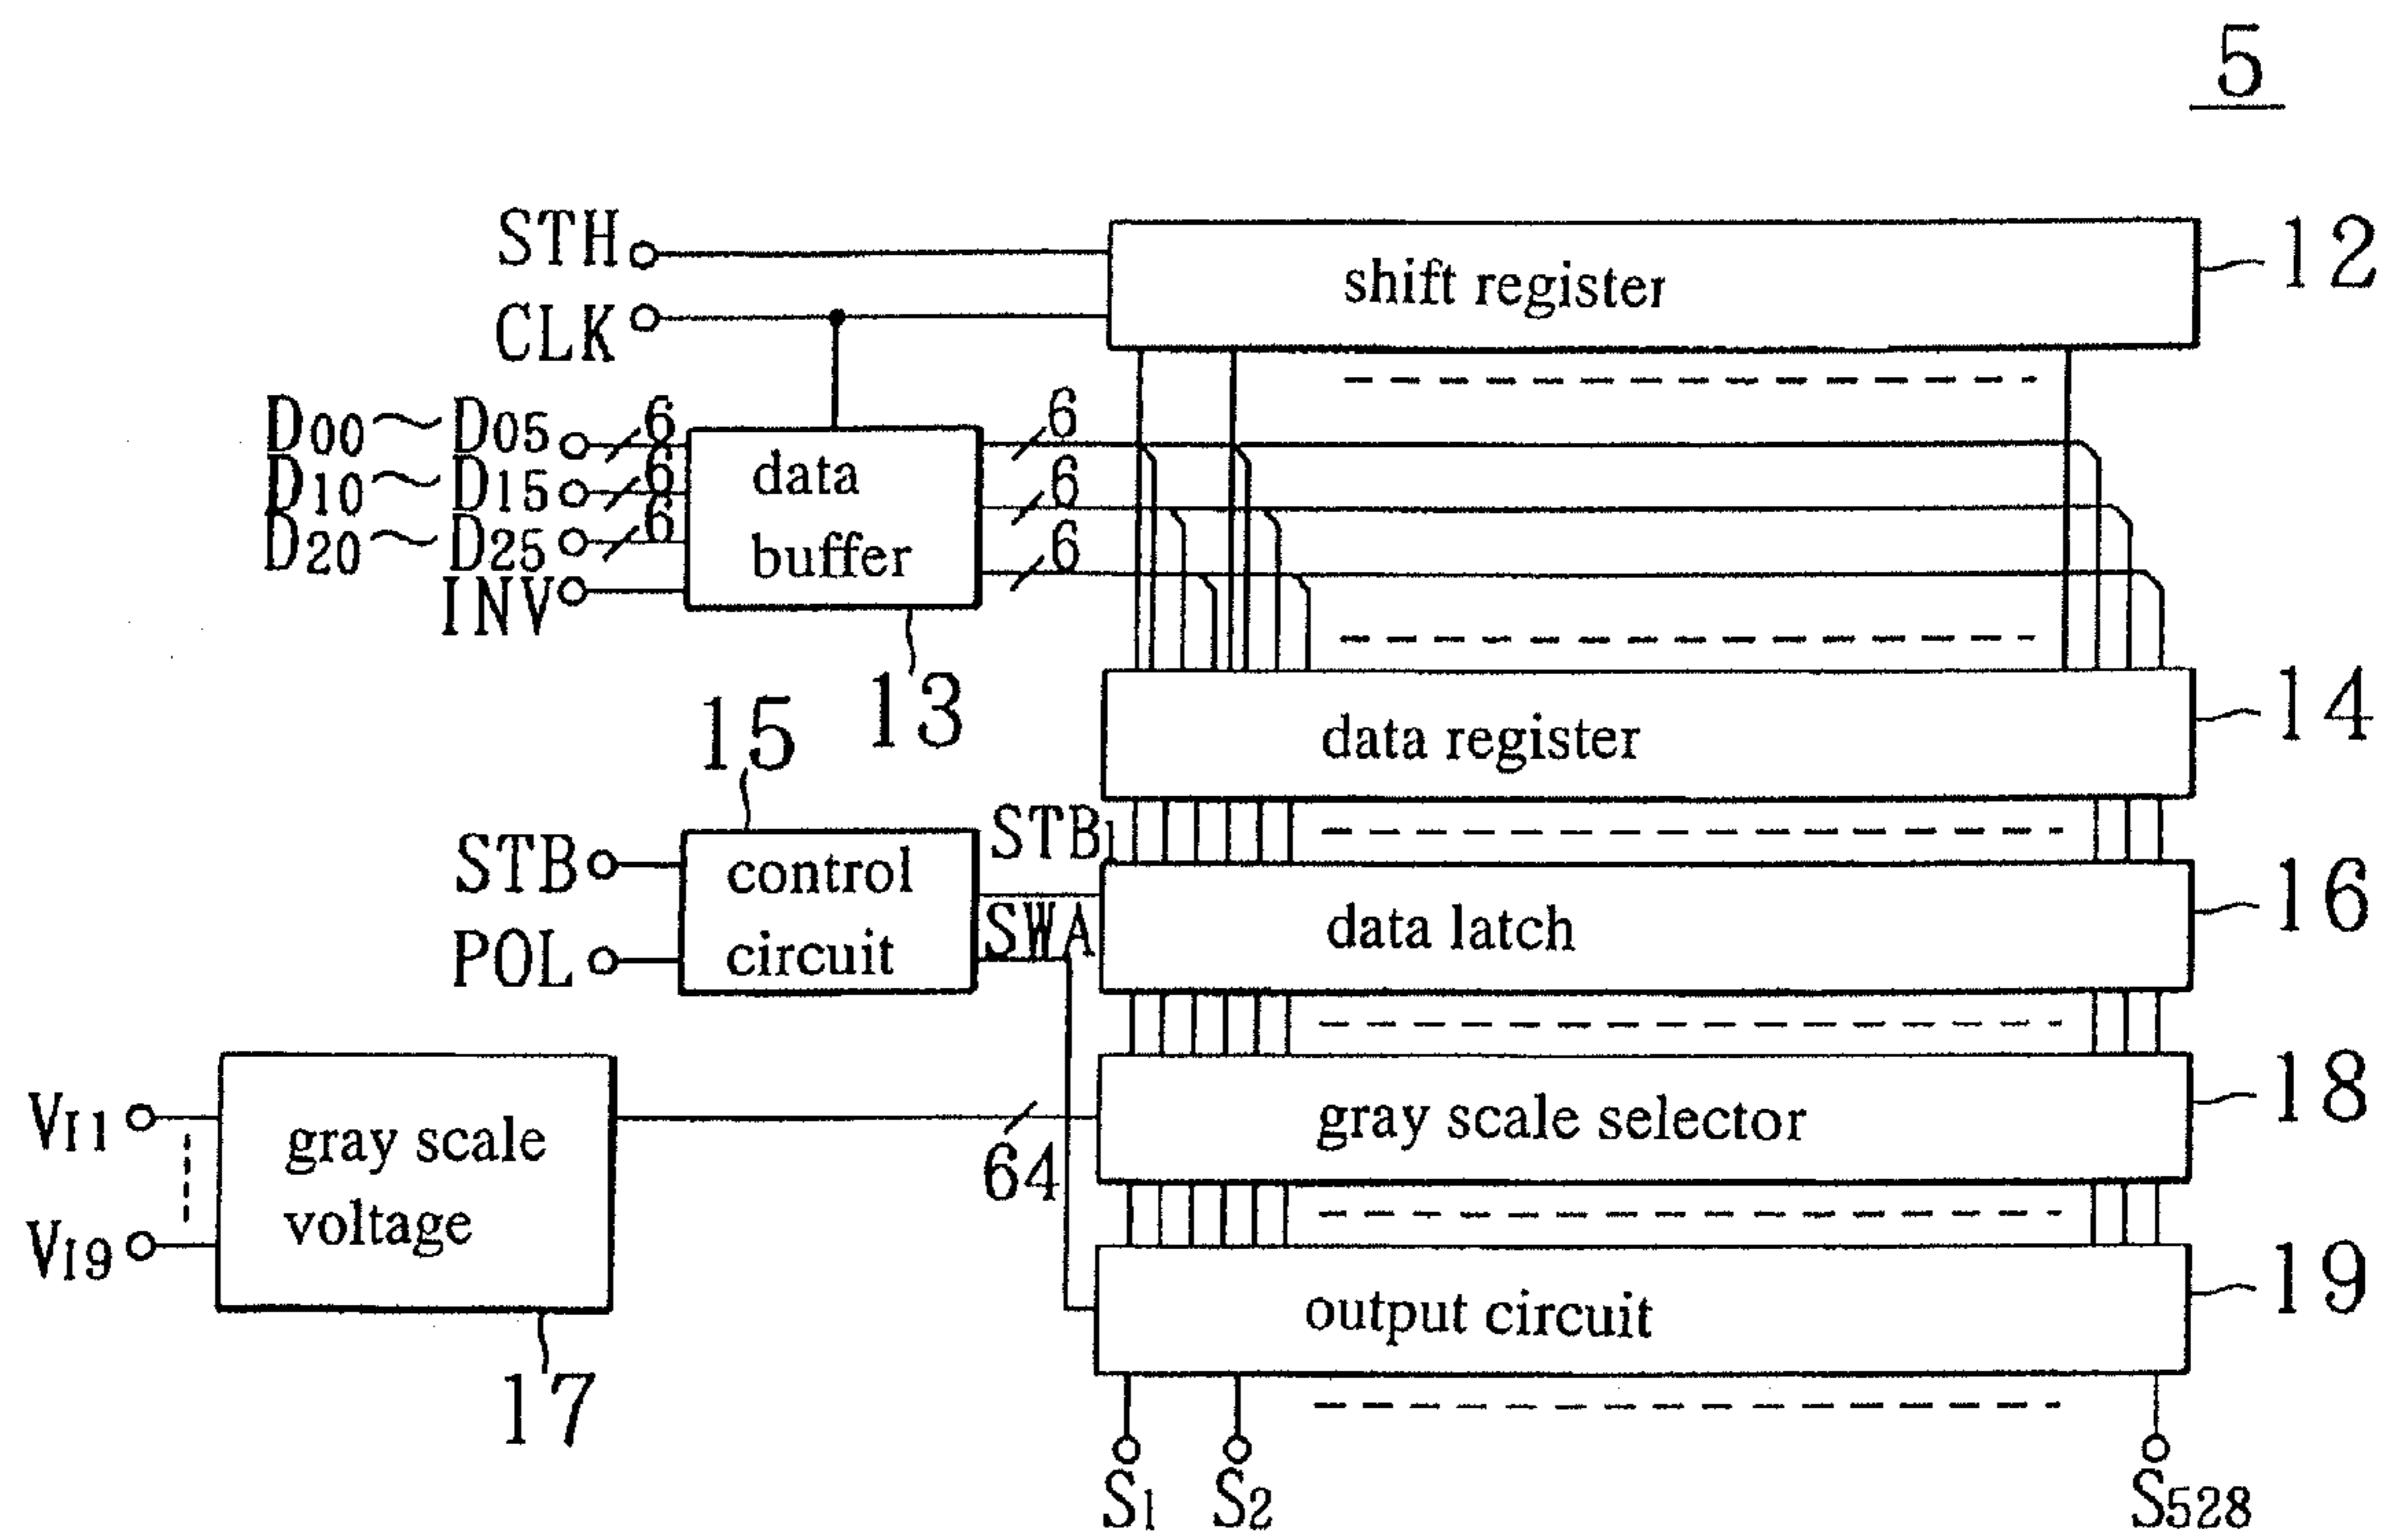 5
STH
CLK
shift register
12
D00~D05
6
D10~D15
6
D20~D25
6
INV
data
buffer
6
6
6
13
data register
14
15
STB
POL
control
circuit
STB1
SWA
data latch
16
VI1
VI9
gray scale
voltage
17
64
gray scale selector
18
output circuit
19
S1
S2
S528